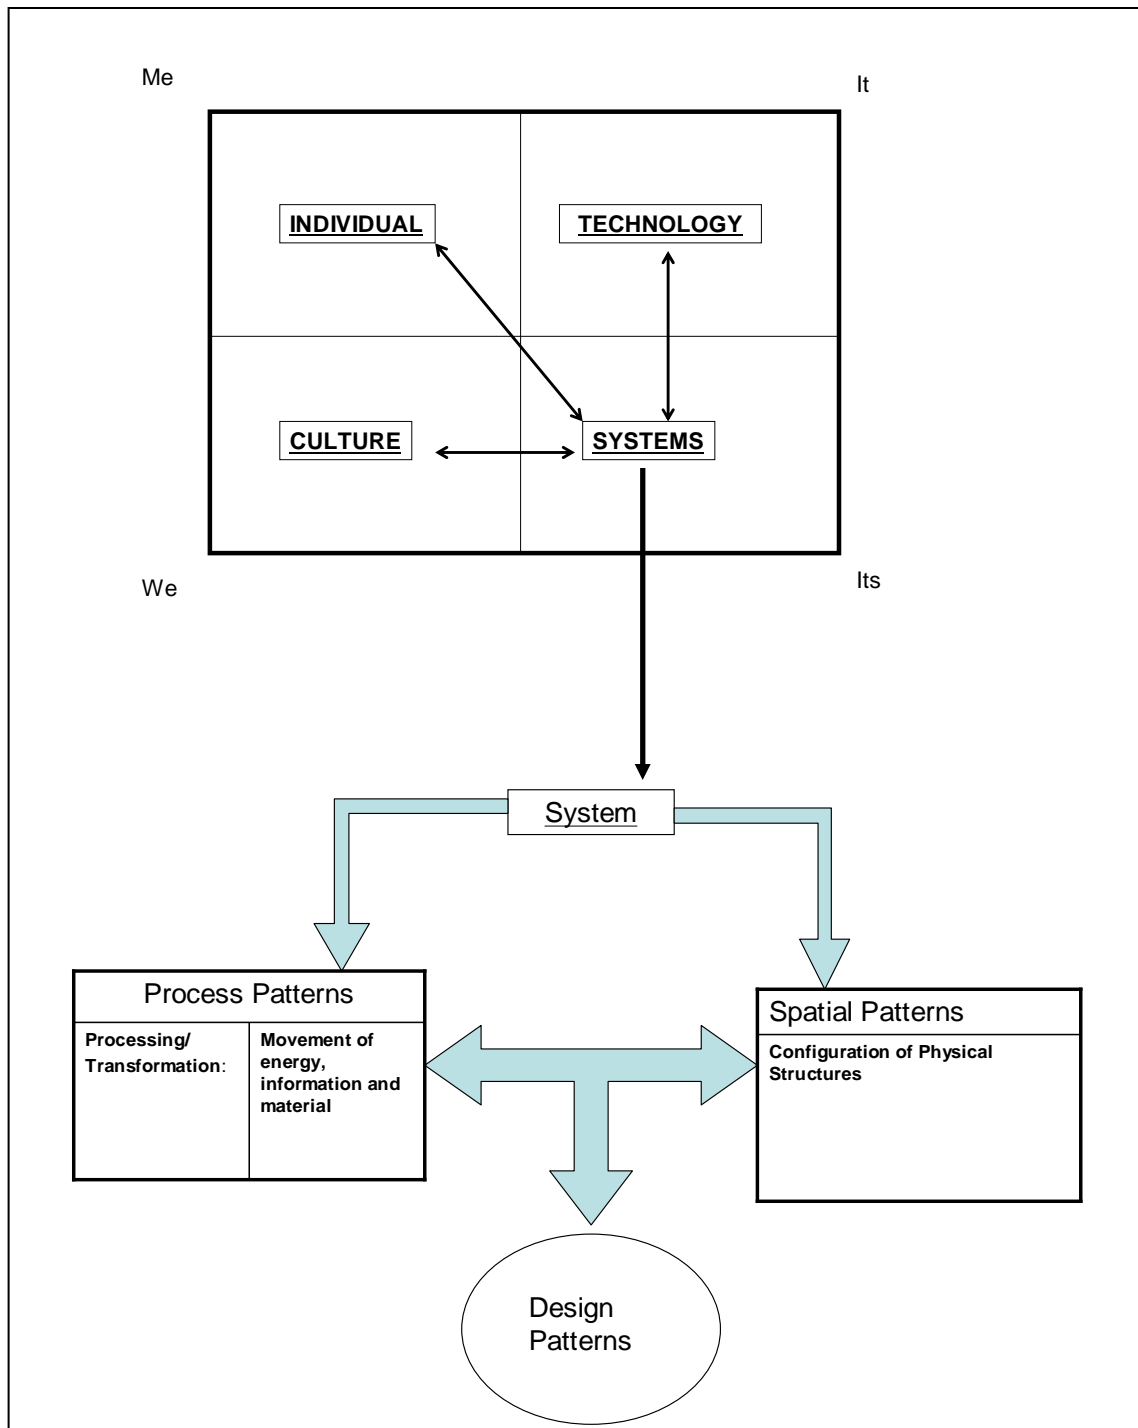 Me
It
INDIVIDUAL
TECHNOLOGY
CULTURE
SYSTEMS
We
Its
System
Process Patterns
Processing/
Transformation:
Movement of
energy,
information and
material
Spatial Patterns
Configuration of Physical
Structures
Design
Patterns